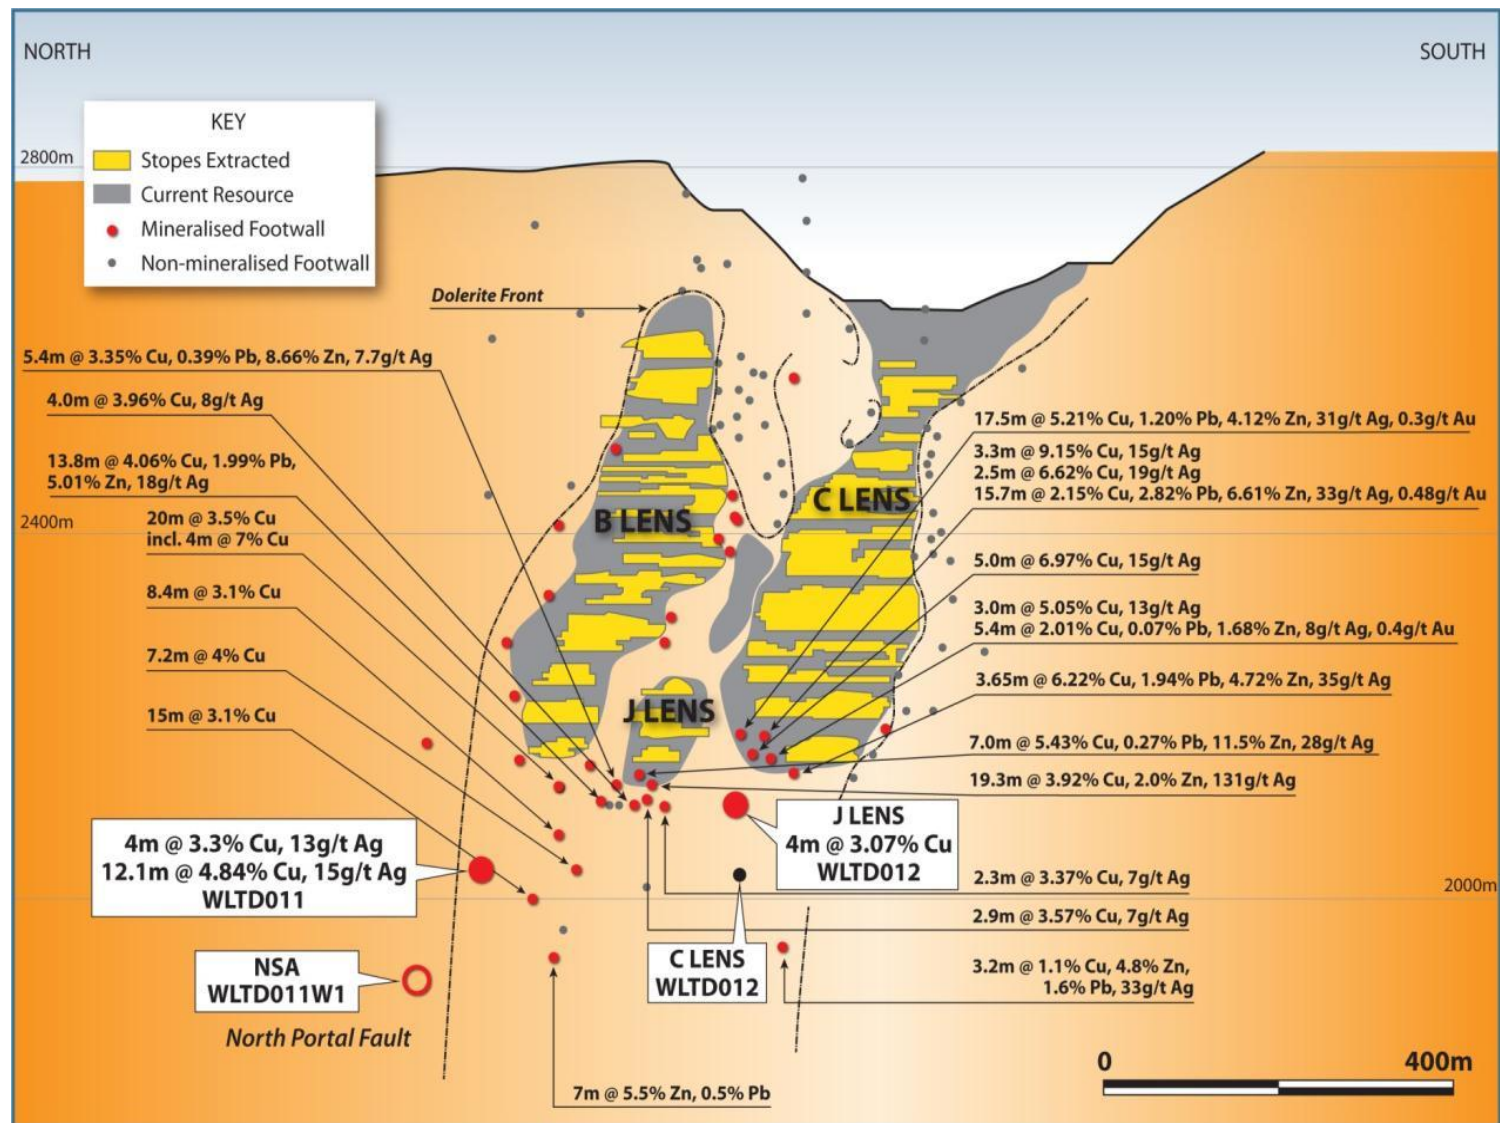 NORTH
SOUTH
KEY
Stopes Extracted
Current Resource
Mineralised Footwall
Non-mineralised Footwall
2800m
Dolerite Front
5.4m @ 3.35% Cu, 0.39% Pb, 8.66% Zn, 7.7g/t Ag
4.0m @ 3.96% Cu, 8g/t Ag
13.8m @ 4.06% Cu, 1.99% Pb,
5.01% Zn, 18g/t Ag
20m @ 3.5% Cu
incl. 4m @ 7% Cu
2400m
8.4m @ 3.1% Cu
7.2m @ 4% Cu
15m @ 3.1% Cu
B LENS
C LENS
J LENS
17.5m @ 5.21% Cu, 1.20% Pb, 4.12% Zn, 31g/t Ag, 0.3g/t Au
3.3m @ 9.15% Cu, 15g/t Ag
2.5m @ 6.62% Cu, 19g/t Ag
15.7m @ 2.15% Cu, 2.82% Pb, 6.61% Zn, 33g/t Ag, 0.48g/t Au
5.0m @ 6.97% Cu, 15g/t Ag
3.0m @ 5.05% Cu, 13g/t Ag
5.4m @ 2.01% Cu, 0.07% Pb, 1.68% Zn, 8g/t Ag, 0.4g/t Au
3.65m @ 6.22% Cu, 1.94% Pb, 4.72% Zn, 35g/t Ag
7.0m @ 5.43% Cu, 0.27% Pb, 11.5% Zn, 28g/t Ag
19.3m @ 3.92% Cu, 2.0% Zn, 131g/t Ag
4m @ 3.3% Cu, 13g/t Ag
12.1m @ 4.84% Cu, 15g/t Ag
WLTD011
J LENS
4m @ 3.07% Cu
WLTD012
2.3m @ 3.37% Cu, 7g/t Ag
2000m
2.9m @ 3.57% Cu, 7g/t Ag
NSA
WLTD011W1
C LENS
WLTD012
3.2m @ 1.1% Cu, 4.8% Zn,
1.6% Pb, 33g/t Ag
North Portal Fault
7m @ 5.5% Zn, 0.5% Pb
0
400m